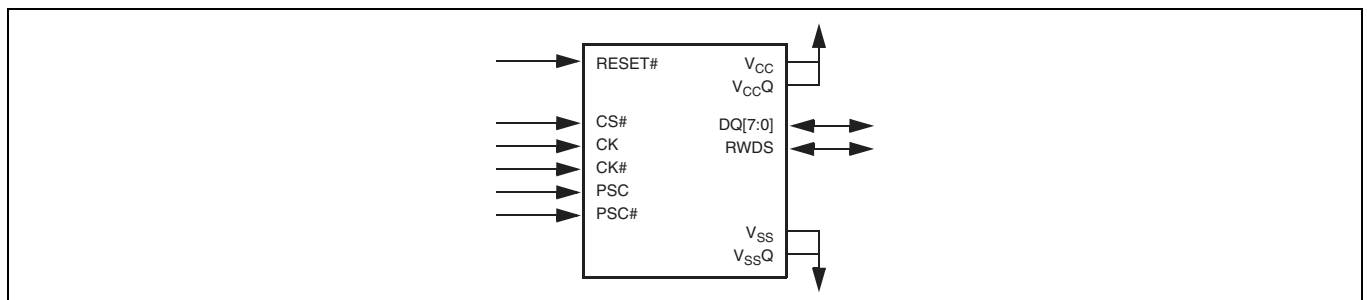 RESET#
CS#
CK
CK#
PSC
PSC#
VCC
VCCQ
DQ[7:0]
RWDS
VSS
VSSQ